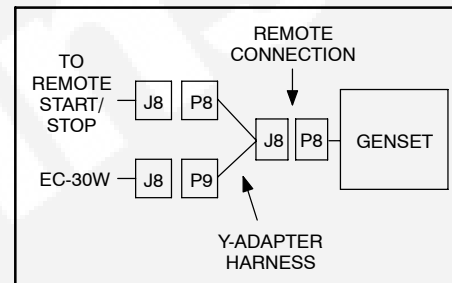 REMOTE
CONNECTION
TO
REMOTE
START/
STOP
J8
P8
J8
P8
GENSET
EC-30W
J8
P9
Y-ADAPTER
HARNESS